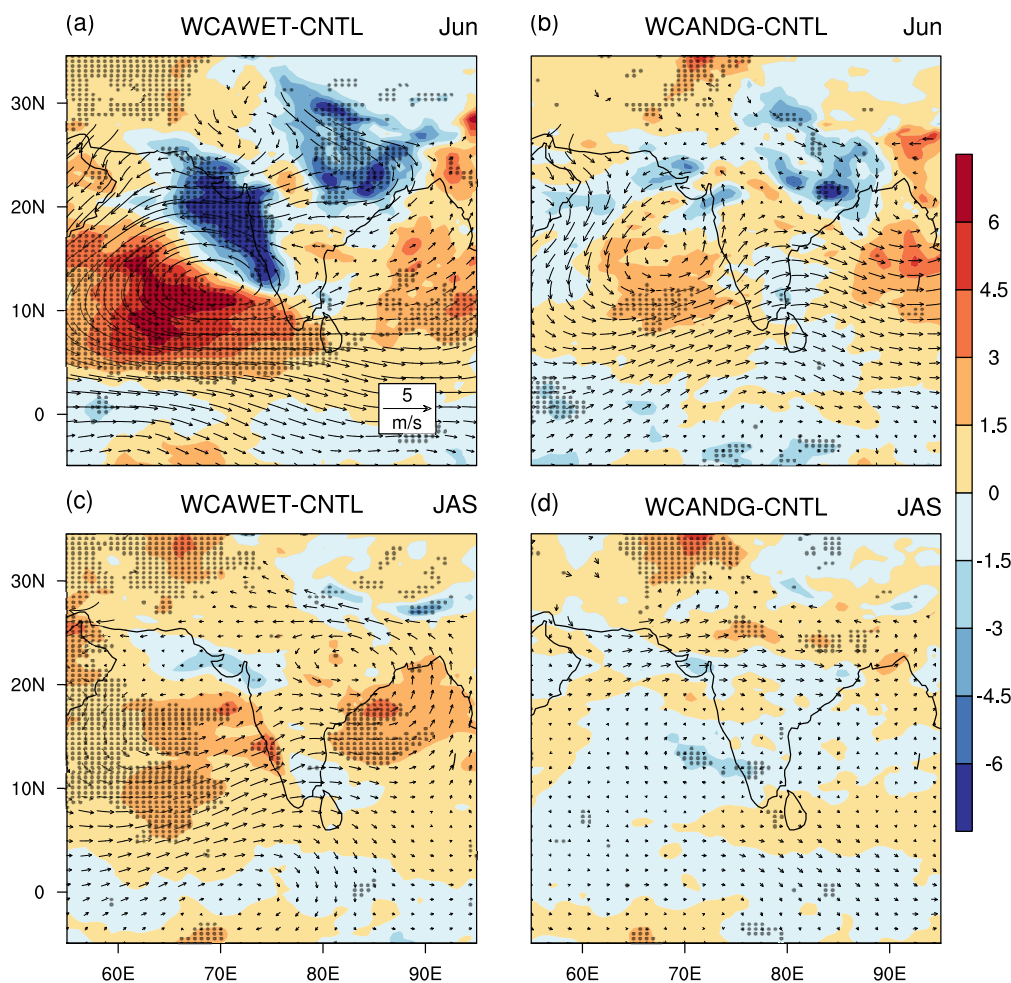 (a) WCAWET-CNTL Jun
(b) WCANDG-CNTL Jun
30N
20N
10N
0
5
m/s
6
4.5
3
1.5
0
-1.5
-3
-4.5
-6
(c) WCAWET-CNTL JAS
(d) WCANDG-CNTL JAS
30N
20N
10N
0
60E 70E 80E 90E
60E 70E 80E 90E